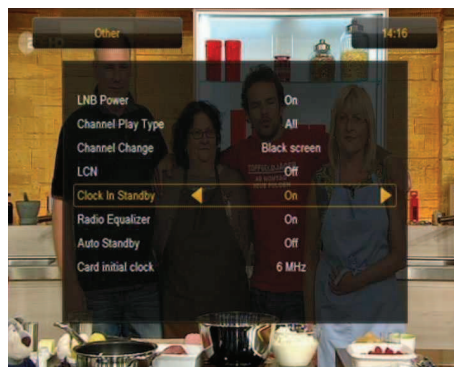 Other
14:16
LNB Power On
Channel Play Type All
Channel Change Black screen
LCN Off
Clock In Standby On
Radio Equalizer On
Auto Standby Off
Card initial clock 6 MHz